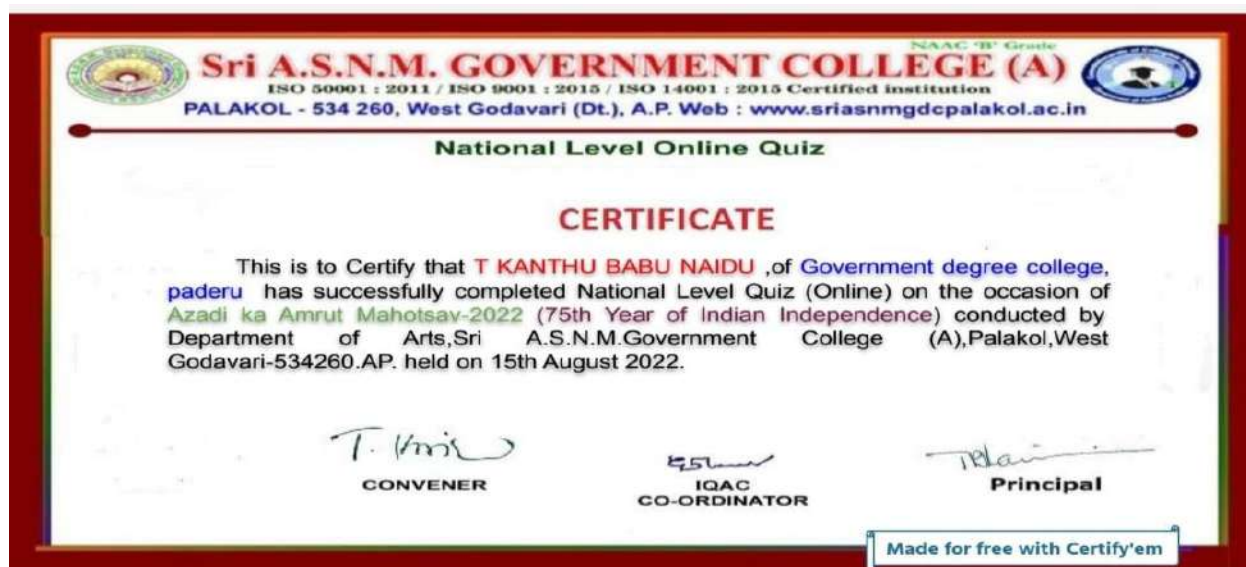 NAAC 'B' Grade
Sri A.S.N.M. GOVERNMENT COLLEGE (A)
ISO 50001 : 2011 / ISO 9001 : 2015 / ISO 14001 : 2015 Certified institution
PALAKOL - 534 260, West Godavari (Dt.), A.P. Web : www.sriasnmgdcpalakol.ac.in
National Level Online Quiz
CERTIFICATE
This is to Certify that T KANTHU BABU NAIDU ,of Government degree college,
paderu has successfully completed National Level Quiz (Online) on the occasion of
Azadi ka Amrut Mahotsav-2022 (75th Year of Indian Independence) conducted by
Department of Arts,Sri A.S.N.M.Government College (A),Palakol,West
Godavari-534260.AP. held on 15th August 2022.
CONVENER
IQAC
CO-ORDINATOR
Principal
Made for free with Certify'em